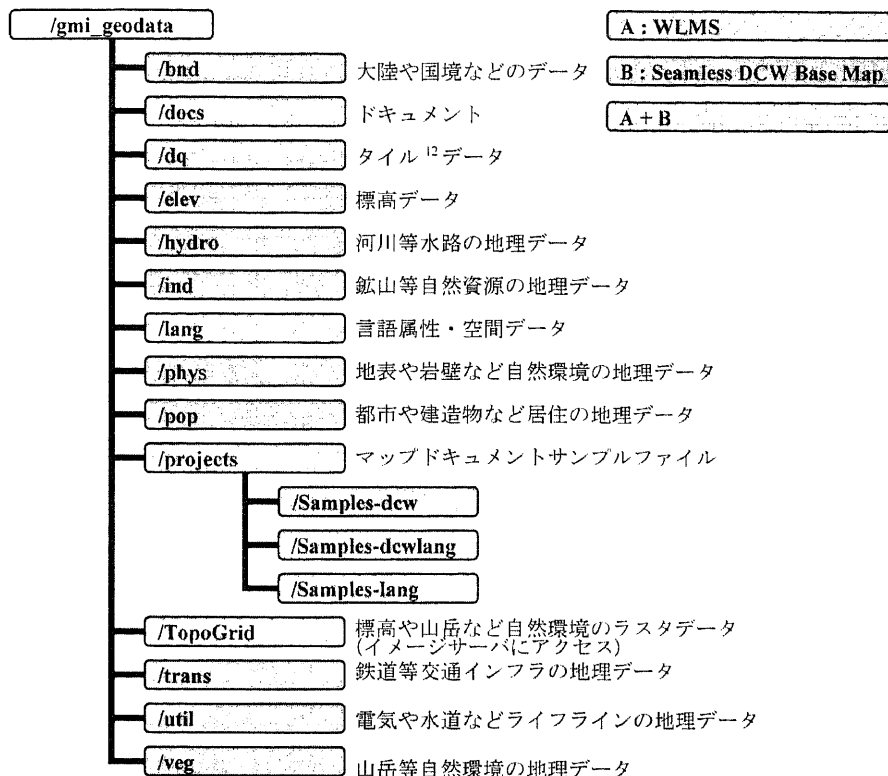 /gmi_geodata
A : WLMS
B : Seamless DCW Base Map
A + B
/bnd 大陸や国境などのデータ
/docs ドキュメント
/dq タイル12データ
/elev 標高データ
/hydro 河川等水路の地理データ
/ind 鉱山等自然資源の地理データ
/lang 言語属性・空間データ
/phys 地表や岩壁など自然環境の地理データ
/pop 都市や建造物など居住の地理データ
/projects マップドキュメントサンプルファイル
/Samples-dcw
/Samples-dcwlang
/Samples-lang
/TopoGrid 標高や山岳など自然環境のラスタデータ
(イメージサーバにアクセス)
/trans 鉄道等交通インフラの地理データ
/util 電気や水道などライフラインの地理データ
/veg 山岳等自然環境の地理データ